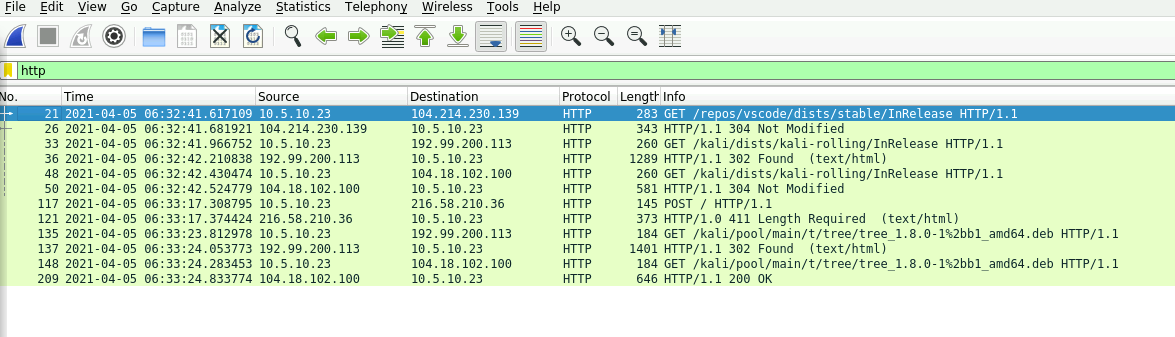 File Edit View Go Capture Analyze Statistics Telephony Wireless Tools Help
http
No. Time Source Destination Protocol Length Info
21 2021-04-05 06:32:41.617109 10.5.10.23 104.214.230.139 HTTP 283 GET /repos/vscode/dists/stable/InRelease HTTP/1.1
26 2021-04-05 06:32:41.681921 104.214.230.139 10.5.10.23 HTTP 343 HTTP/1.1 304 Not Modified
33 2021-04-05 06:32:41.966752 10.5.10.23 192.99.200.113 HTTP 260 GET /kali/dists/kali-rolling/InRelease HTTP/1.1
36 2021-04-05 06:32:42.210838 192.99.200.113 10.5.10.23 HTTP 1289 HTTP/1.1 302 Found (text/html)
48 2021-04-05 06:32:42.430474 10.5.10.23 104.18.102.100 HTTP 260 GET /kali/dists/kali-rolling/InRelease HTTP/1.1
50 2021-04-05 06:32:42.524779 104.18.102.100 10.5.10.23 HTTP 581 HTTP/1.1 304 Not Modified
117 2021-04-05 06:33:17.308795 10.5.10.23 216.58.210.36 HTTP 145 POST / HTTP/1.1
121 2021-04-05 06:33:17.374424 216.58.210.36 10.5.10.23 HTTP 373 HTTP/1.0 411 Length Required (text/html)
135 2021-04-05 06:33:23.812978 10.5.10.23 192.99.200.113 HTTP 184 GET /kali/pool/main/t/tree/tree_1.8.0-1%2bb1_amd64.deb HTTP/1.1
137 2021-04-05 06:33:24.053773 192.99.200.113 10.5.10.23 HTTP 1401 HTTP/1.1 302 Found (text/html)
148 2021-04-05 06:33:24.283453 10.5.10.23 104.18.102.100 HTTP 184 GET /kali/pool/main/t/tree/tree_1.8.0-1%2bb1_amd64.deb HTTP/1.1
209 2021-04-05 06:33:24.833774 104.18.102.100 10.5.10.23 HTTP 646 HTTP/1.1 200 OK